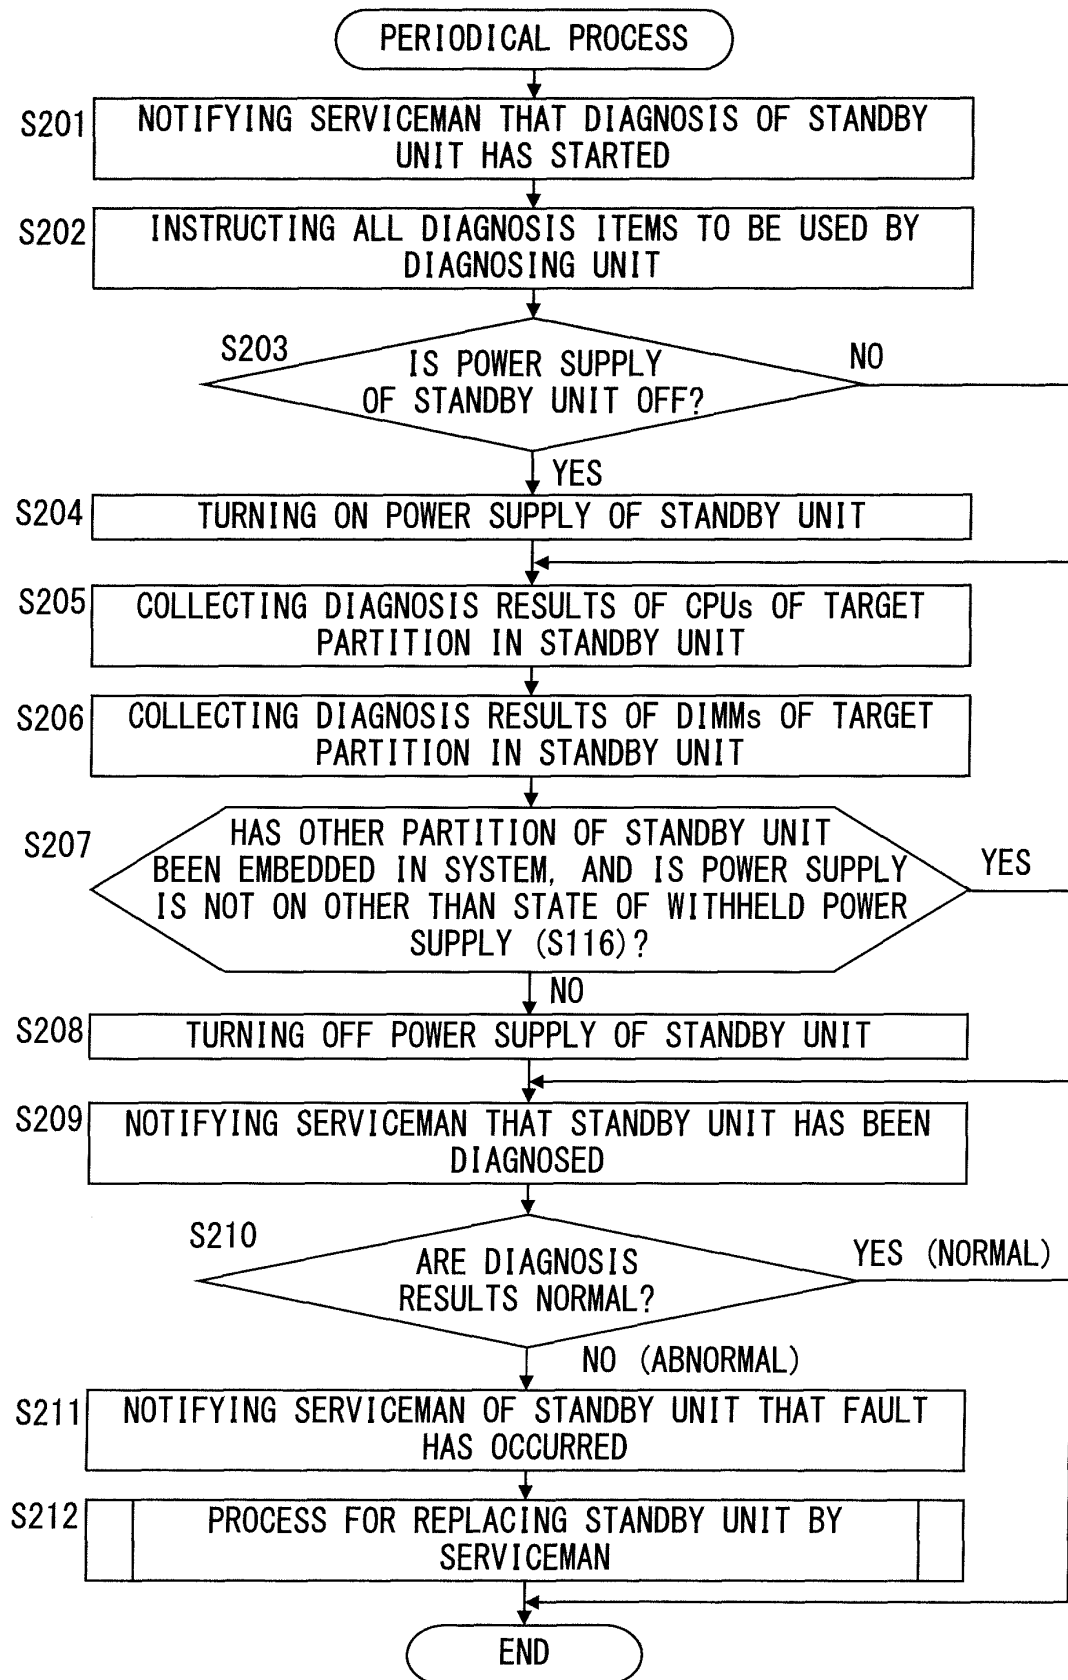 PERIODICAL PROCESS
S201
NOTIFYING SERVICEMAN THAT DIAGNOSIS OF STANDBY
UNIT HAS STARTED
S202
INSTRUCTING ALL DIAGNOSIS ITEMS TO BE USED BY
DIAGNOSING UNIT
S203
IS POWER SUPPLY
OF STANDBY UNIT OFF?
NO
YES
S204
TURNING ON POWER SUPPLY OF STANDBY UNIT
S205
COLLECTING DIAGNOSIS RESULTS OF CPUs OF TARGET
PARTITION IN STANDBY UNIT
S206
COLLECTING DIAGNOSIS RESULTS OF DIMMs OF TARGET
PARTITION IN STANDBY UNIT
S207
HAS OTHER PARTITION OF STANDBY UNIT
BEEN EMBEDDED IN SYSTEM, AND IS POWER SUPPLY
IS NOT ON OTHER THAN STATE OF WITHHELD POWER
SUPPLY (S116)?
YES
NO
S208
TURNING OFF POWER SUPPLY OF STANDBY UNIT
S209
NOTIFYING SERVICEMAN THAT STANDBY UNIT HAS BEEN
DIAGNOSED
S210
ARE DIAGNOSIS
RESULTS NORMAL?
YES (NORMAL)
NO (ABNORMAL)
S211
NOTIFYING SERVICEMAN OF STANDBY UNIT THAT FAULT
HAS OCCURRED
S212
PROCESS FOR REPLACING STANDBY UNIT BY
SERVICEMAN
END